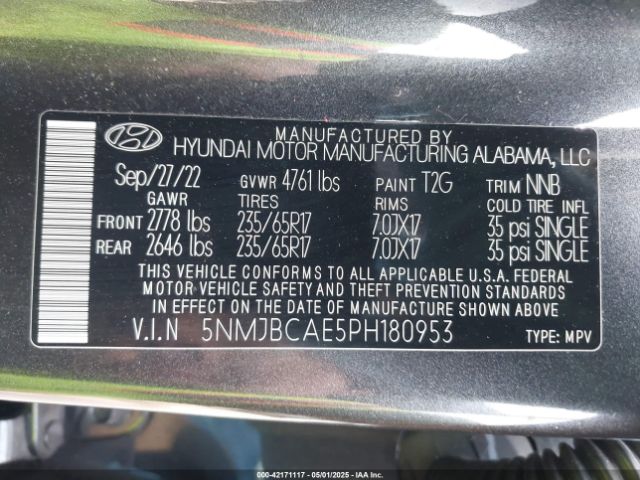 MANUFACTURED BY
HYUNDAI MOTOR MANUFACTURING ALABAMA, LLC
Sep/27/22 GVWR 4761 lbs PAINT T2G TRIM NNB
GAWR TIRES RIMS COLD TIRE INFL
FRONT 2778 lbs 235/65R17 7.0JX17 35 psi SINGLE
REAR 2646 lbs 235/65R17 7.0JX17 35 psi SINGLE
THIS VEHICLE CONFORMS TO ALL APPLICABLE U.S.A. FEDERAL
MOTOR VEHICLE SAFETY AND THEFT PREVENTION STANDARDS
IN EFFECT ON THE DATE OF MANUFACTURE SHOWN ABOVE.
V.I.N 5NMJBCAE5PH180953 TYPE: MPV
000-42171117 - 05/01/2025 - IAA Inc.